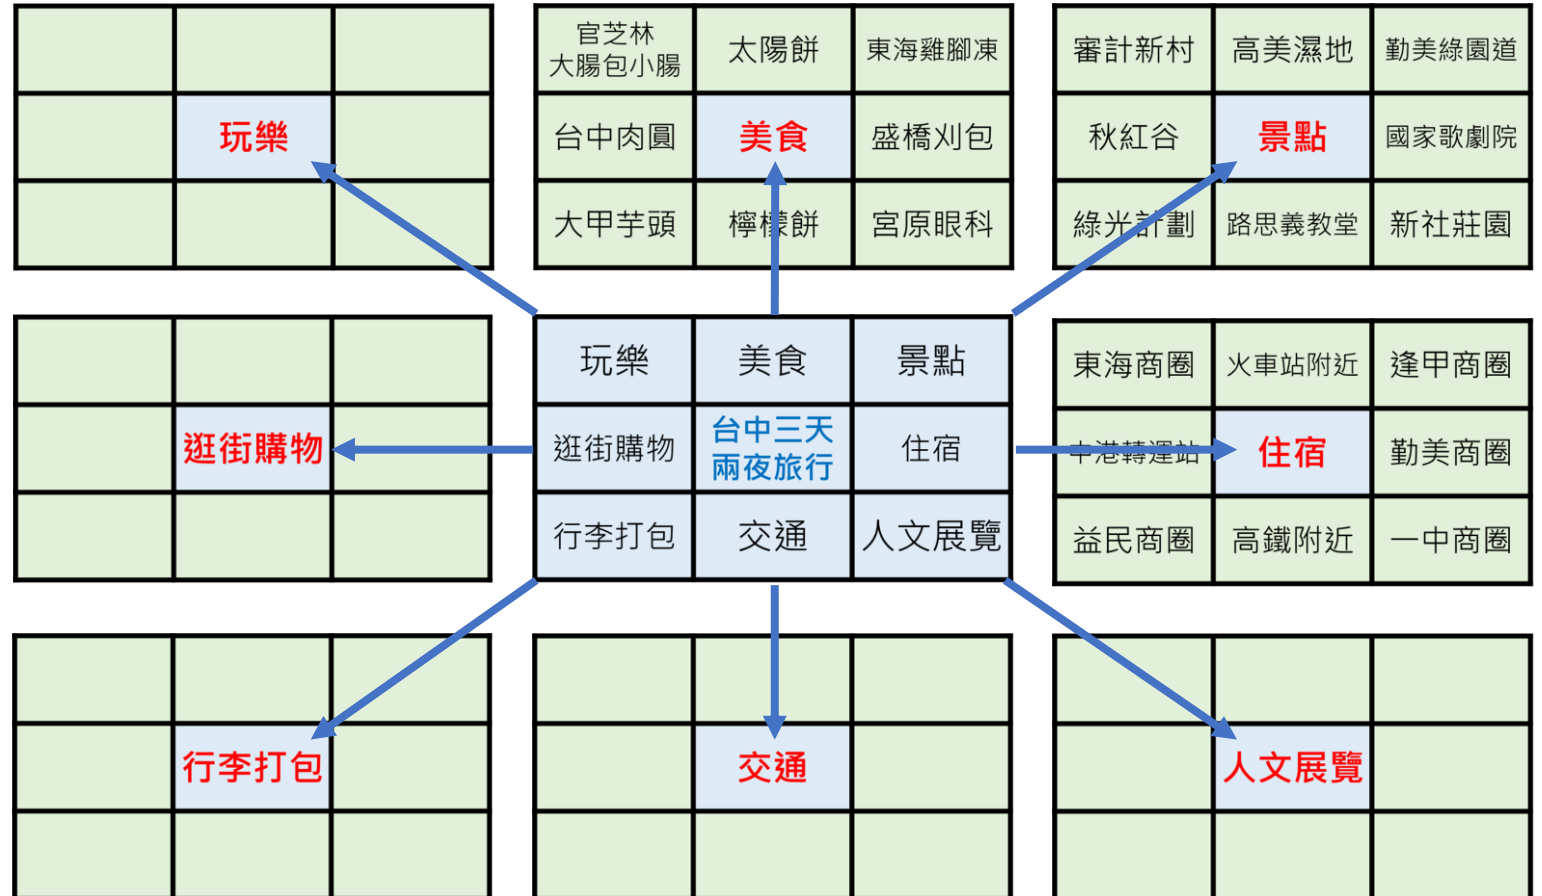 玩樂
官芝林
大腸包小腸
太陽餅
東海雞腳凍
台中肉圓
美食
盛橋刈包
大甲芋頭
檸檬餅
宮原眼科
審計新村
高美濕地
勤美綠園道
秋紅谷
景點
國家歌劇院
綠光計劃
路思義教堂
新社莊園
逛街購物
玩樂
美食
景點
逛街購物
台中三天
兩夜旅行
住宿
行李打包
交通
人文展覽
東海商圈
火車站附近
逢甲商圈
中港轉運站
住宿
勤美商圈
益民商圈
高鐵附近
一中商圈
行李打包
交通
人文展覽